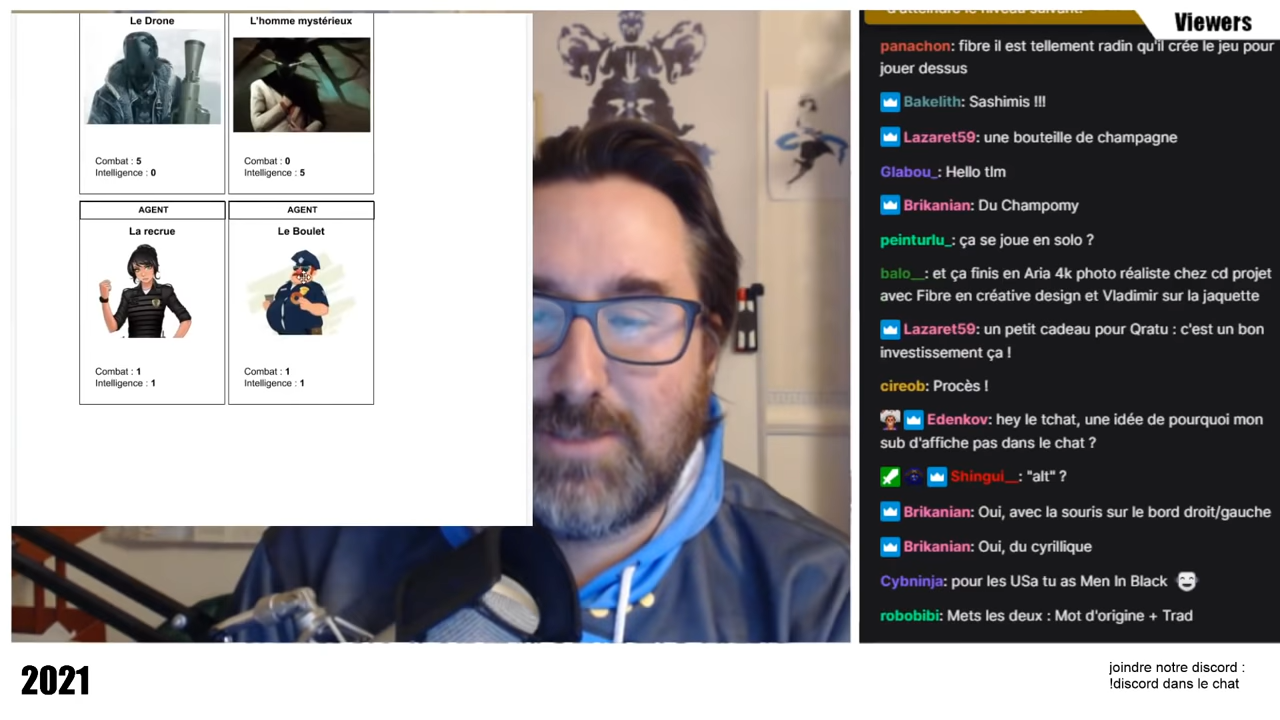 Le Drone
L'homme mystérieux
Combat : 5
Intelligence : 0
Combat : 0
Intelligence : 5
AGENT
AGENT
La recrue
Le Boulet
Combat : 1
Intelligence : 1
Combat : 1
Intelligence : 1
d'atteindre le niveau suivant.
Viewers
panachon: fibre il est tellement radin qu'il crée le jeu pour
jouer dessus
Bakelith: Sashimis !!!
Lazaret59: une bouteille de champagne
Glabou_: Hello tlm
Brikanian: Du Champomy
peinturlu_: ça se joue en solo ?
balo__: et ça finis en Aria 4k photo réaliste chez cd projet
avec Fibre en créative design et Vladimir sur la jaquette
Lazaret59: un petit cadeau pour Qratu : c'est un bon
investissement ça !
cireob: Procès !
Edenkov: hey le tchat, une idée de pourquoi mon
sub d'affiche pas dans le chat ?
Shingui__: "alt" ?
Brikanian: Oui, avec la souris sur le bord droit/gauche
Brikanian: Oui, du cyrillique
Cybninja: pour les USa tu as Men In Black
robobibi: Mets les deux : Mot d'origine + Trad
2021
joindre notre discord :
!discord dans le chat